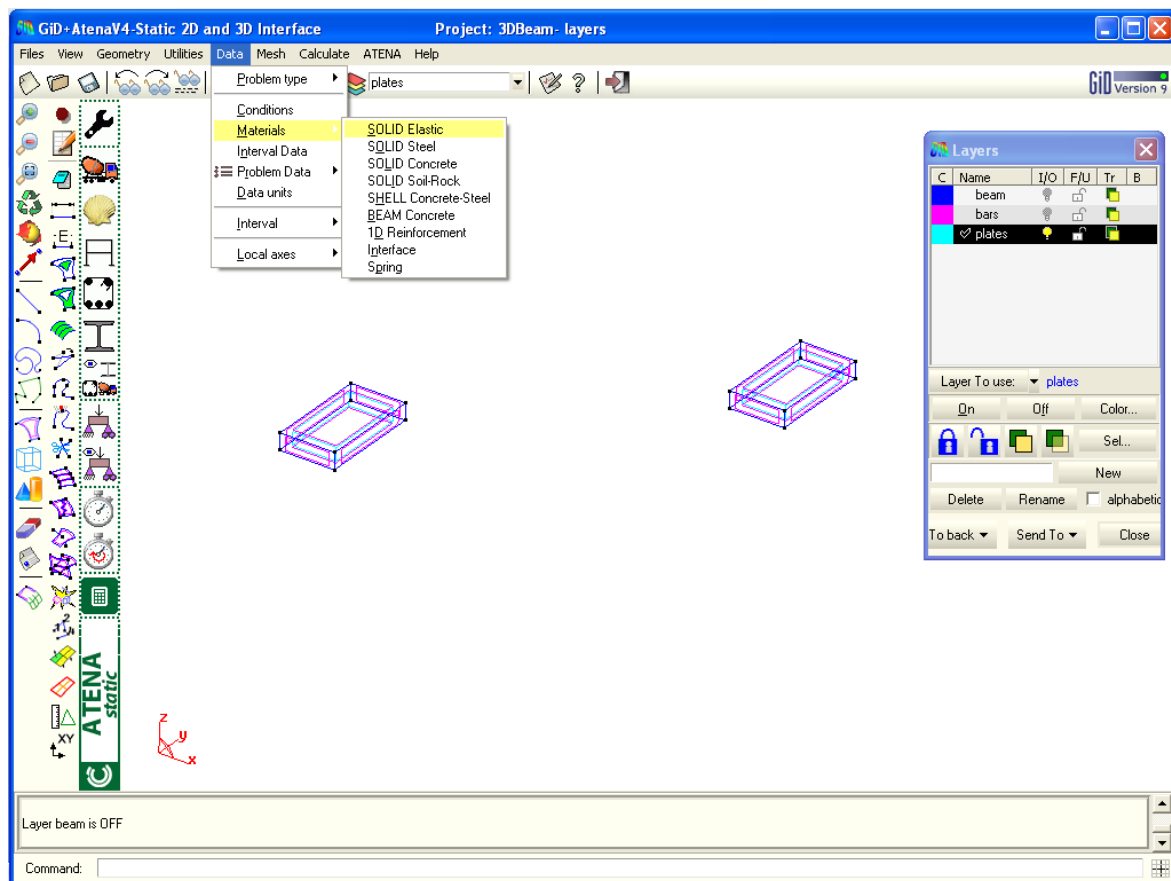 GiD+AtenaV4-Static 2D and 3D Interface Project: 3DBeam- layers
Files View Geometry Utilities Data Mesh Calculate ATENA Help
plates
GiD Version 9
Problem type
Conditions
Materials
Interval Data
Problem Data
Data units
Interval
Local axes
SOLID Elastic
SOLID Steel
SOLID Concrete
SOLID Soil-Rock
SHELL Concrete-Steel
BEAM Concrete
1D Reinforcement
Interface
Spring
Layers
C Name I/O F/U Tr B
beam
bars
plates
Layer To use: plates
On Off Color...
Sel...
New
Delete Rename alphabetic
To back Send To Close
.E.
ATENA
static
XY
z
y
x
Layer beam is OFF
Command: